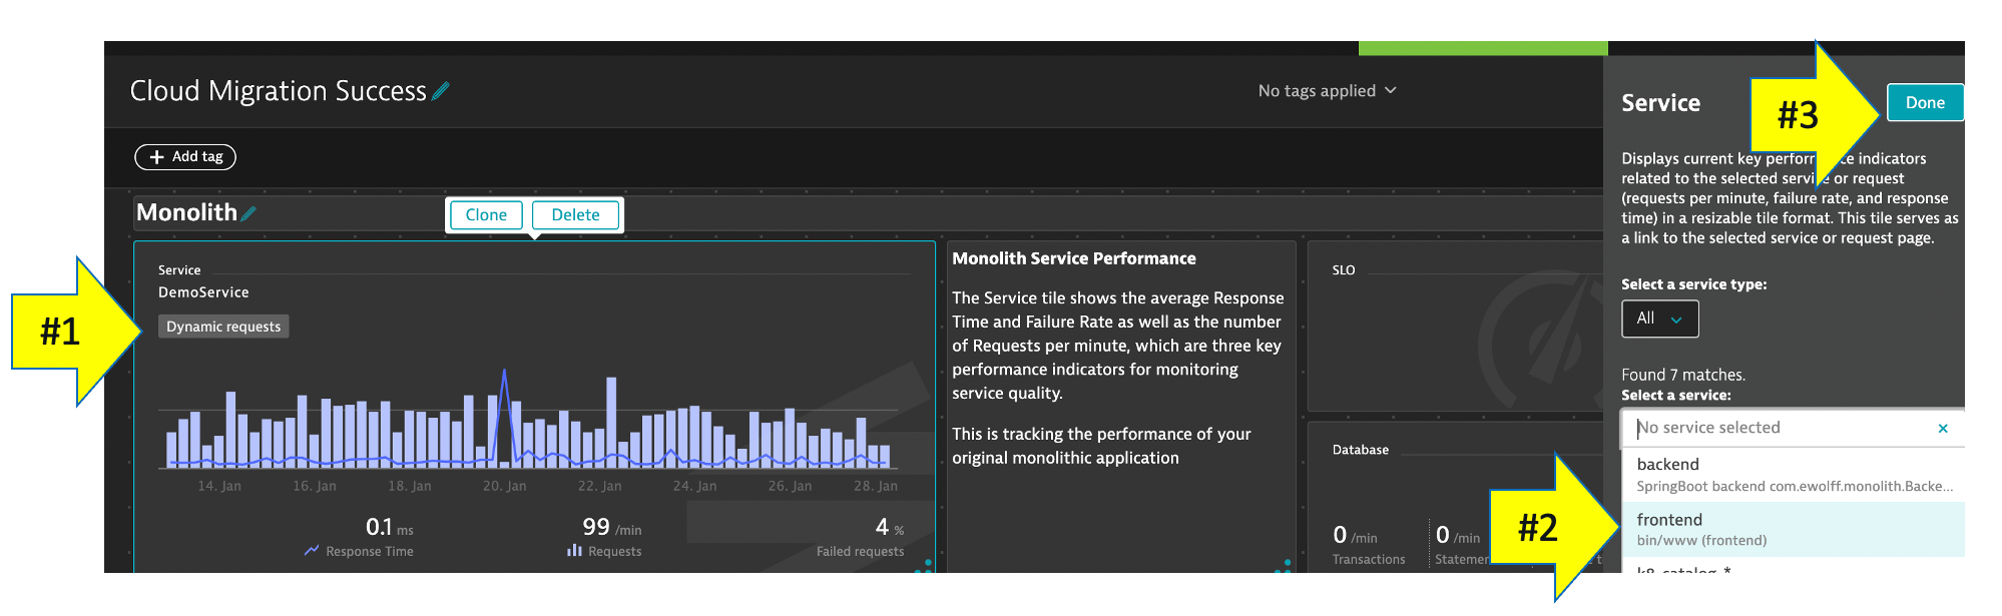 Cloud Migration Success
No tags applied
Add tag
Monolith
Clone
Delete
#1
Service
DemoService
Dynamic requests
14. Jan
16. Jan
18. Jan
20. Jan
22. Jan
24. Jan
26. Jan
28. Jan
0.1 ms
Response Time
99 /min
Requests
4 %
Failed requests
Monolith Service Performance
The Service tile shows the average Response
Time and Failure Rate as well as the number
of Requests per minute, which are three key
performance indicators for monitoring
service quality.
This is tracking the performance of your
original monolithic application
SLO
Database
0 /min
Transactions
0 /min
#2
Service
#3
Done
Displays current key indicators
related to the selected service or request
(requests per minute, failure rate, and response
time) in a resizable tile format. This tile serves as
a link to the selected service or request page.
Select a service type:
All
Found 7 matches.
Select a service:
No service selected
backend
SpringBoot backend com.ewolff.monolith.Backe...
frontend
bin/www (frontend)